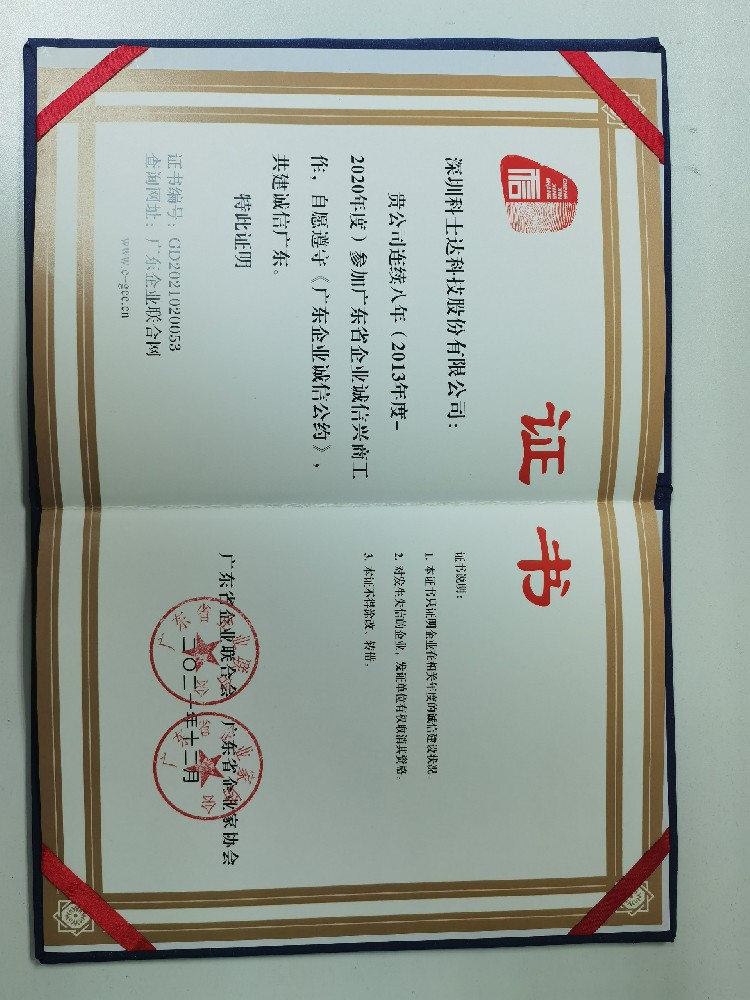 证 书
信
深圳科士达科技股份有限公司：
贵公司连续八年（2013年度-
2020年度）参加广东省企业诚信兴商工
作，自愿遵守《广东企业诚信公约》，
共建诚信广东。
特此证明
证书编号：GD2021020053
查询网址：广东企业联合网
www.c-gec.cn
证书说明：
1. 本证书只证明企业在相关年度的诚信建设状况
2. 对发生失信的企业，发证单位有权取消其资格.
3. 本证不得涂改、转借.
广东省企业联合会 广东省企业家协会
二〇二一年十二月